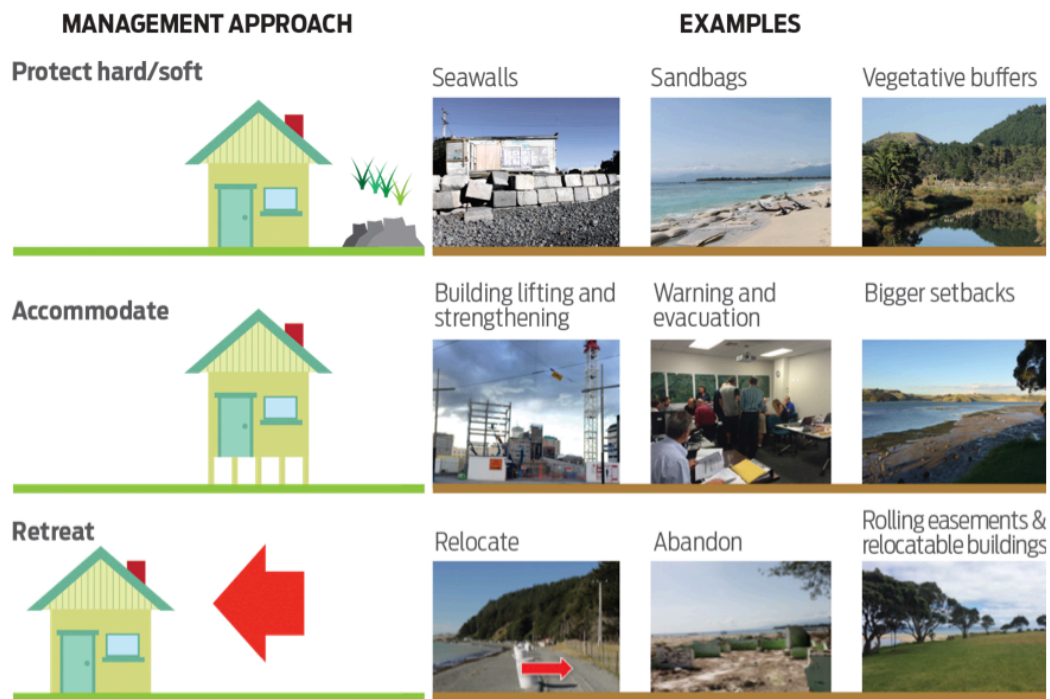 MANAGEMENT APPROACH
EXAMPLES
Protect hard/soft
Seawalls
Sandbags
Vegetative buffers
Accommodate
Building lifting and
strengthening
Warning and
evacuation
Bigger setbacks
Retreat
Relocate
Abandon
Rolling easements &
relocatable buildings